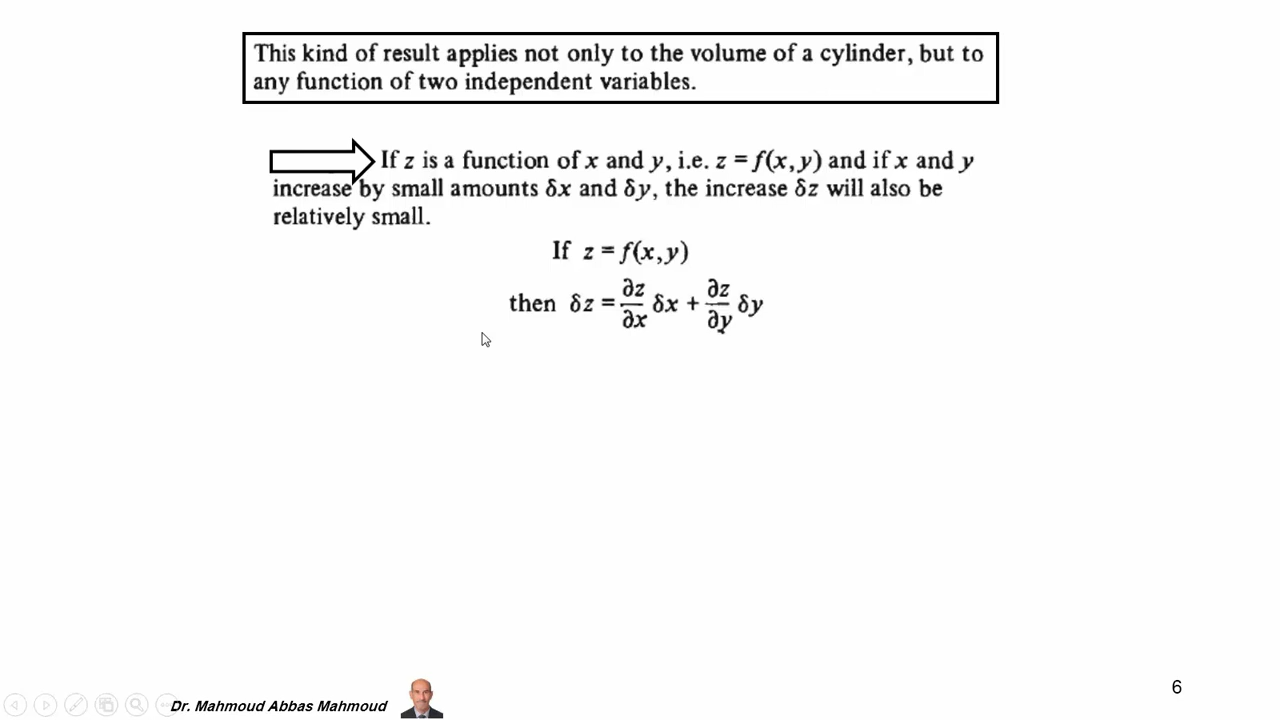 This kind of result applies not only to the volume of a cylinder, but to
any function of two independent variables.
If z is a function of x and y, i.e. z = f(x,y) and if x and y
increase by small amounts δx and δy, the increase δz will also be
relatively small.
If z = f(x,y)
then δz = ∂z/∂x δx + ∂z/∂y δy
Dr. Mahmoud Abbas Mahmoud
6